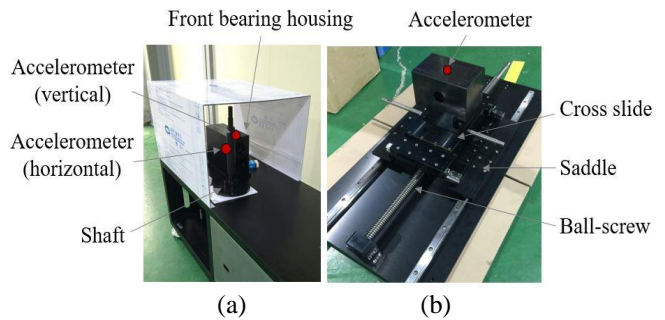 Front bearing housing
Accelerometer
(vertical)
Accelerometer
(horizontal)
Shaft
(a)
Accelerometer
Cross slide
Saddle
Ball-screw
(b)